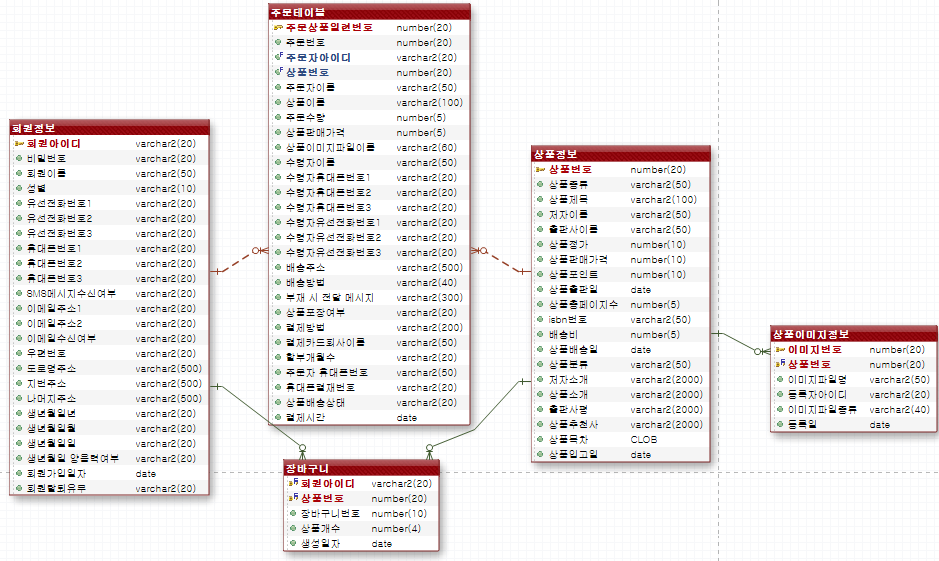 주문테이블
주문상품일련번호 number(20)
주문번호 number(20)
주문자아이디 varchar2(20)
상품번호 number(20)
주문자이름 varchar2(50)
상품이름 varchar2(100)
주문수량 number(5)
상품판매가격 number(5)
상품이미지파일이름 varchar2(60)
수령자이름 varchar2(50)
수령자휴대폰번호1 varchar2(20)
수령자휴대폰번호2 varchar2(20)
수령자휴대폰번호3 varchar2(20)
수령자유선전화번호1 varchar2(20)
수령자유선전화번호2 varchar2(20)
수령자유선전화번호3 varchar2(20)
배송주소 varchar2(500)
배송방법 varchar2(40)
부재 시 전달 메시지 varchar2(300)
상품포장여부 varchar2(20)
결제방법 varchar2(200)
결제카드회사이름 varchar2(50)
할부개월수 varchar2(20)
주문자 휴대폰번호 varchar2(50)
휴대폰결재번호 varchar2(20)
상품배송상태 varchar2(20)
결제시간 date
회원정보
회원아이디 varchar2(20)
비밀번호 varchar2(20)
회원이름 varchar2(50)
성별 varchar2(10)
유선전화번호1 varchar2(20)
유선전화번호2 varchar2(20)
유선전화번호3 varchar2(20)
휴대폰번호1 varchar2(20)
휴대폰번호2 varchar2(20)
휴대폰번호3 varchar2(20)
SMS메시지수신여부 varchar2(20)
이메일주소1 varchar2(20)
이메일주소2 varchar2(20)
이메일수신여부 varchar2(20)
우편번호 varchar2(20)
도로명주소 varchar2(500)
지번주소 varchar2(500)
나머지주소 varchar2(500)
생년월일년 varchar2(20)
생년월일월 varchar2(20)
생년월일일 varchar2(20)
생년월일 양음력여부 varchar2(20)
회원가입일자 date
회원탈퇴유무 varchar2(20)
상품정보
상품번호 number(20)
상품종류 varchar2(50)
상품제목 varchar2(100)
저자이름 varchar2(50)
출판사이름 varchar2(50)
상품정가 number(10)
상품판매가격 number(10)
상품포인트 number(10)
상품출판일 date
상품총페이지수 number(5)
isbn번호 varchar2(50)
배송비 number(5)
상품배송일 date
상품분류 varchar2(50)
저자소개 varchar2(2000)
상품소개 varchar2(2000)
출판사평 varchar2(2000)
상품추천사 varchar2(2000)
상품목차 CLOB
상품입고일 date
상품이미지정보
이미지번호 number(20)
상품번호 number(20)
이미지파일명 varchar2(50)
등록자아이디 varchar2(20)
이미지파일종류 varchar2(40)
등록일 date
장바구니
회원아이디 varchar2(20)
상품번호 number(20)
장바구니번호 number(10)
상품개수 number(4)
생성일자 date